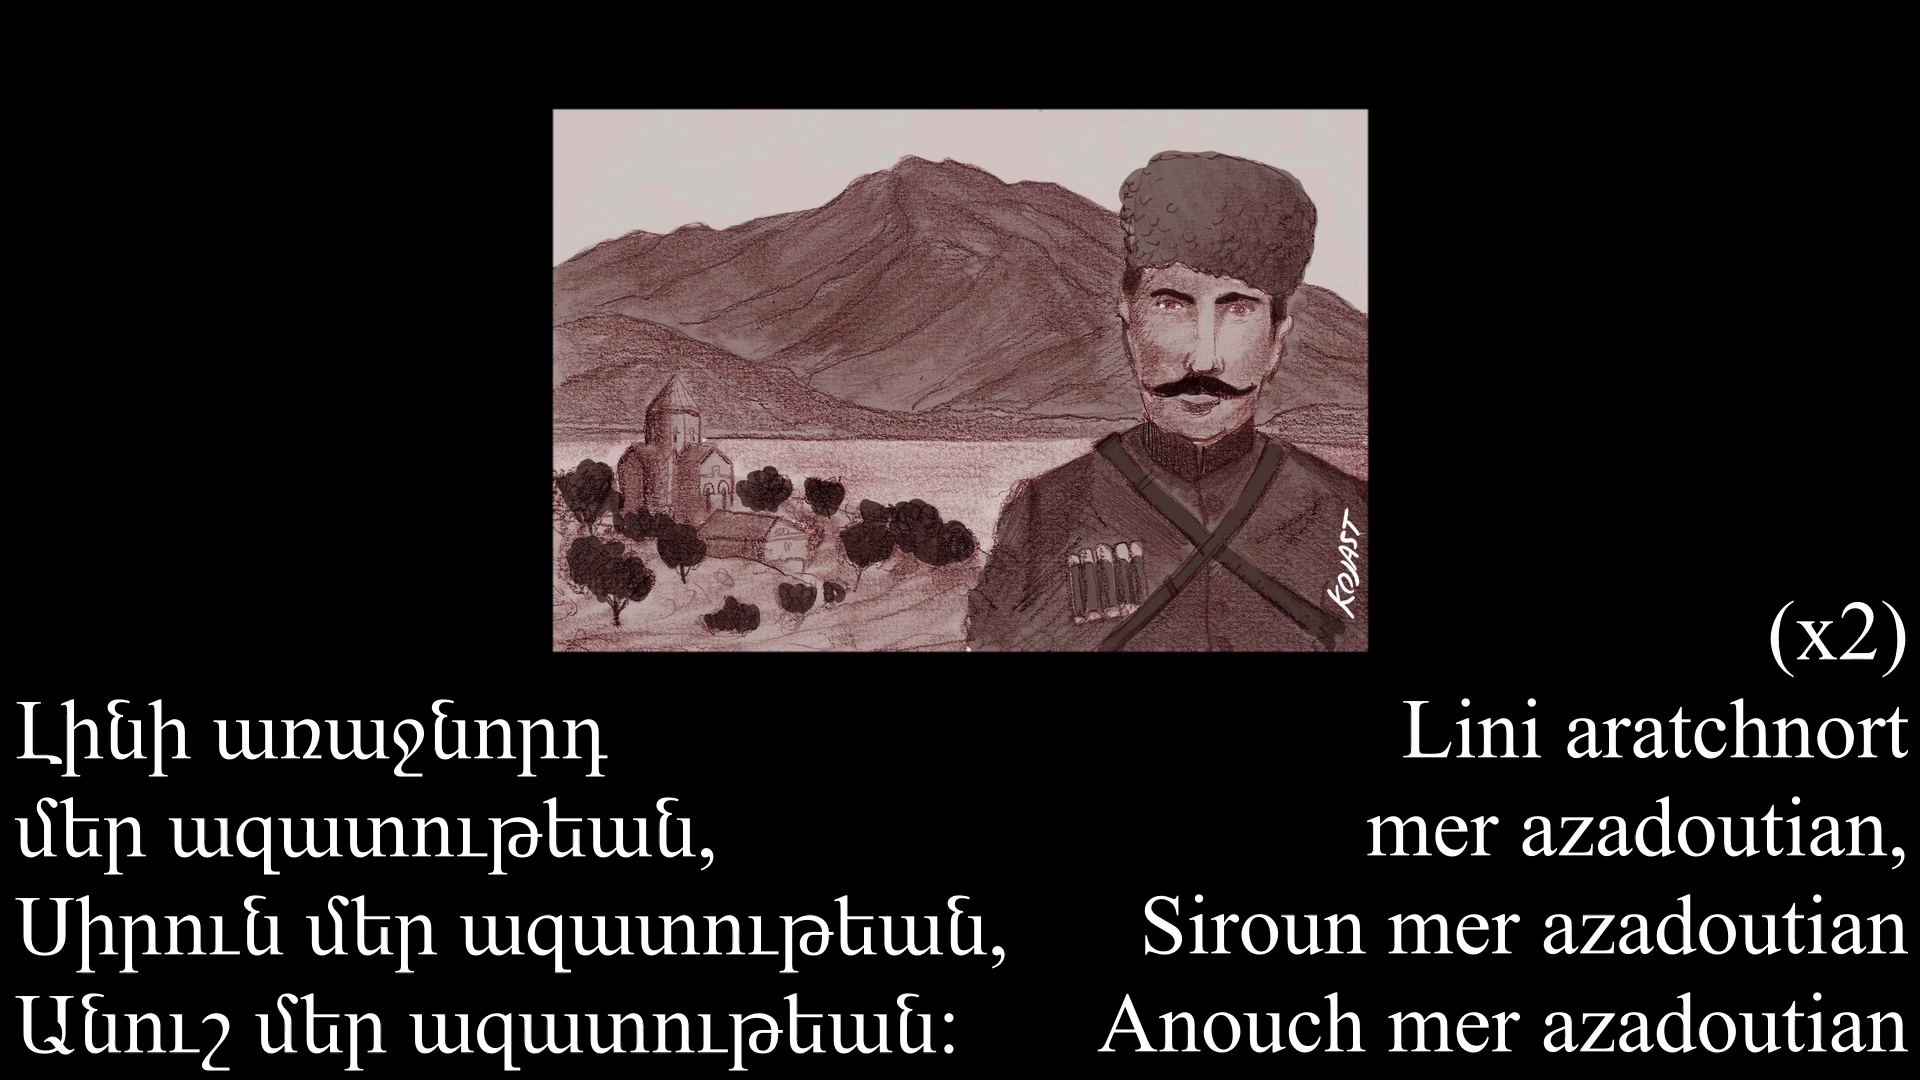 KOJAST
(x2)
Լինի առաջնորդ
մեր ազատութեան,
Սիրուն մեր ազատութեան,
Անուշ մեր ազատութեան:
Lini aratchnort
mer azadoutian,
Siroun mer azadoutian
Anouch mer azadoutian